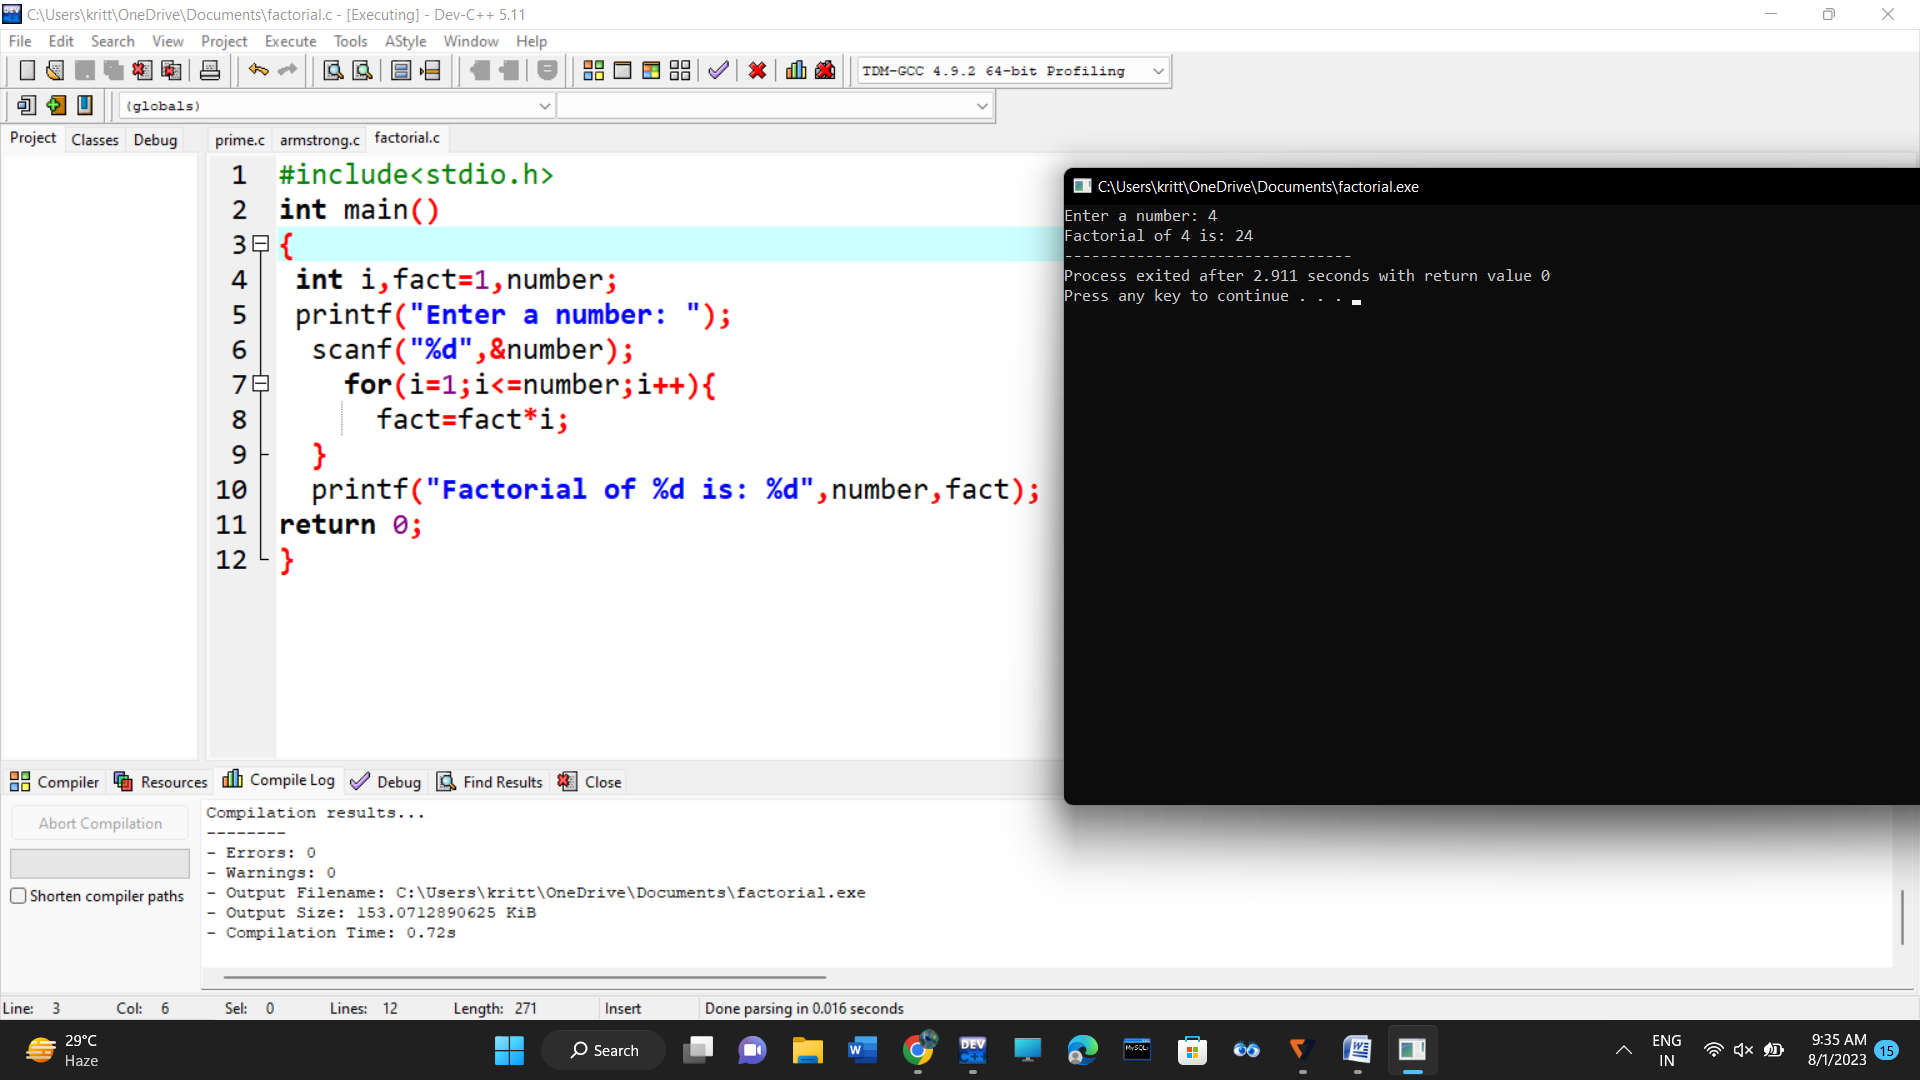 C:\Users\kritt\OneDrive\Documents\factorial.c - [Executing] - Dev-C++ 5.11
File Edit Search View Project Execute Tools AStyle Window Help
TDM-GCC 4.9.2 64-bit Profiling
(globals)
Project Classes Debug
prime.c armstrong.c factorial.c
1 #include<stdio.h>
2 int main()
3 {
4 int i,fact=1,number;
5 printf("Enter a number: ");
6 scanf("%d",&number);
7 for(i=1;i<=number;i++){
8 fact=fact*i;
9 }
10 printf("Factorial of %d is: %d",number,fact);
11 return 0;
12 }
C:\Users\kritt\OneDrive\Documents\factorial.exe
Enter a number: 4
Factorial of 4 is: 24
--------------------------------
Process exited after 2.911 seconds with return value 0
Press any key to continue . . .
Compiler Resources Compile Log Debug Find Results Close
Abort Compilation
Shorten compiler paths
Compilation results...
--------
- Errors: 0
- Warnings: 0
- Output Filename: C:\Users\kritt\OneDrive\Documents\factorial.exe
- Output Size: 153.0712890625 KiB
- Compilation Time: 0.72s
Line: 3 Col: 6 Sel: 0 Lines: 12 Length: 271 Insert Done parsing in 0.016 seconds
29°C
Haze
Search
DEV
W
MySQL
ENG
IN
9:35 AM
8/1/2023
15